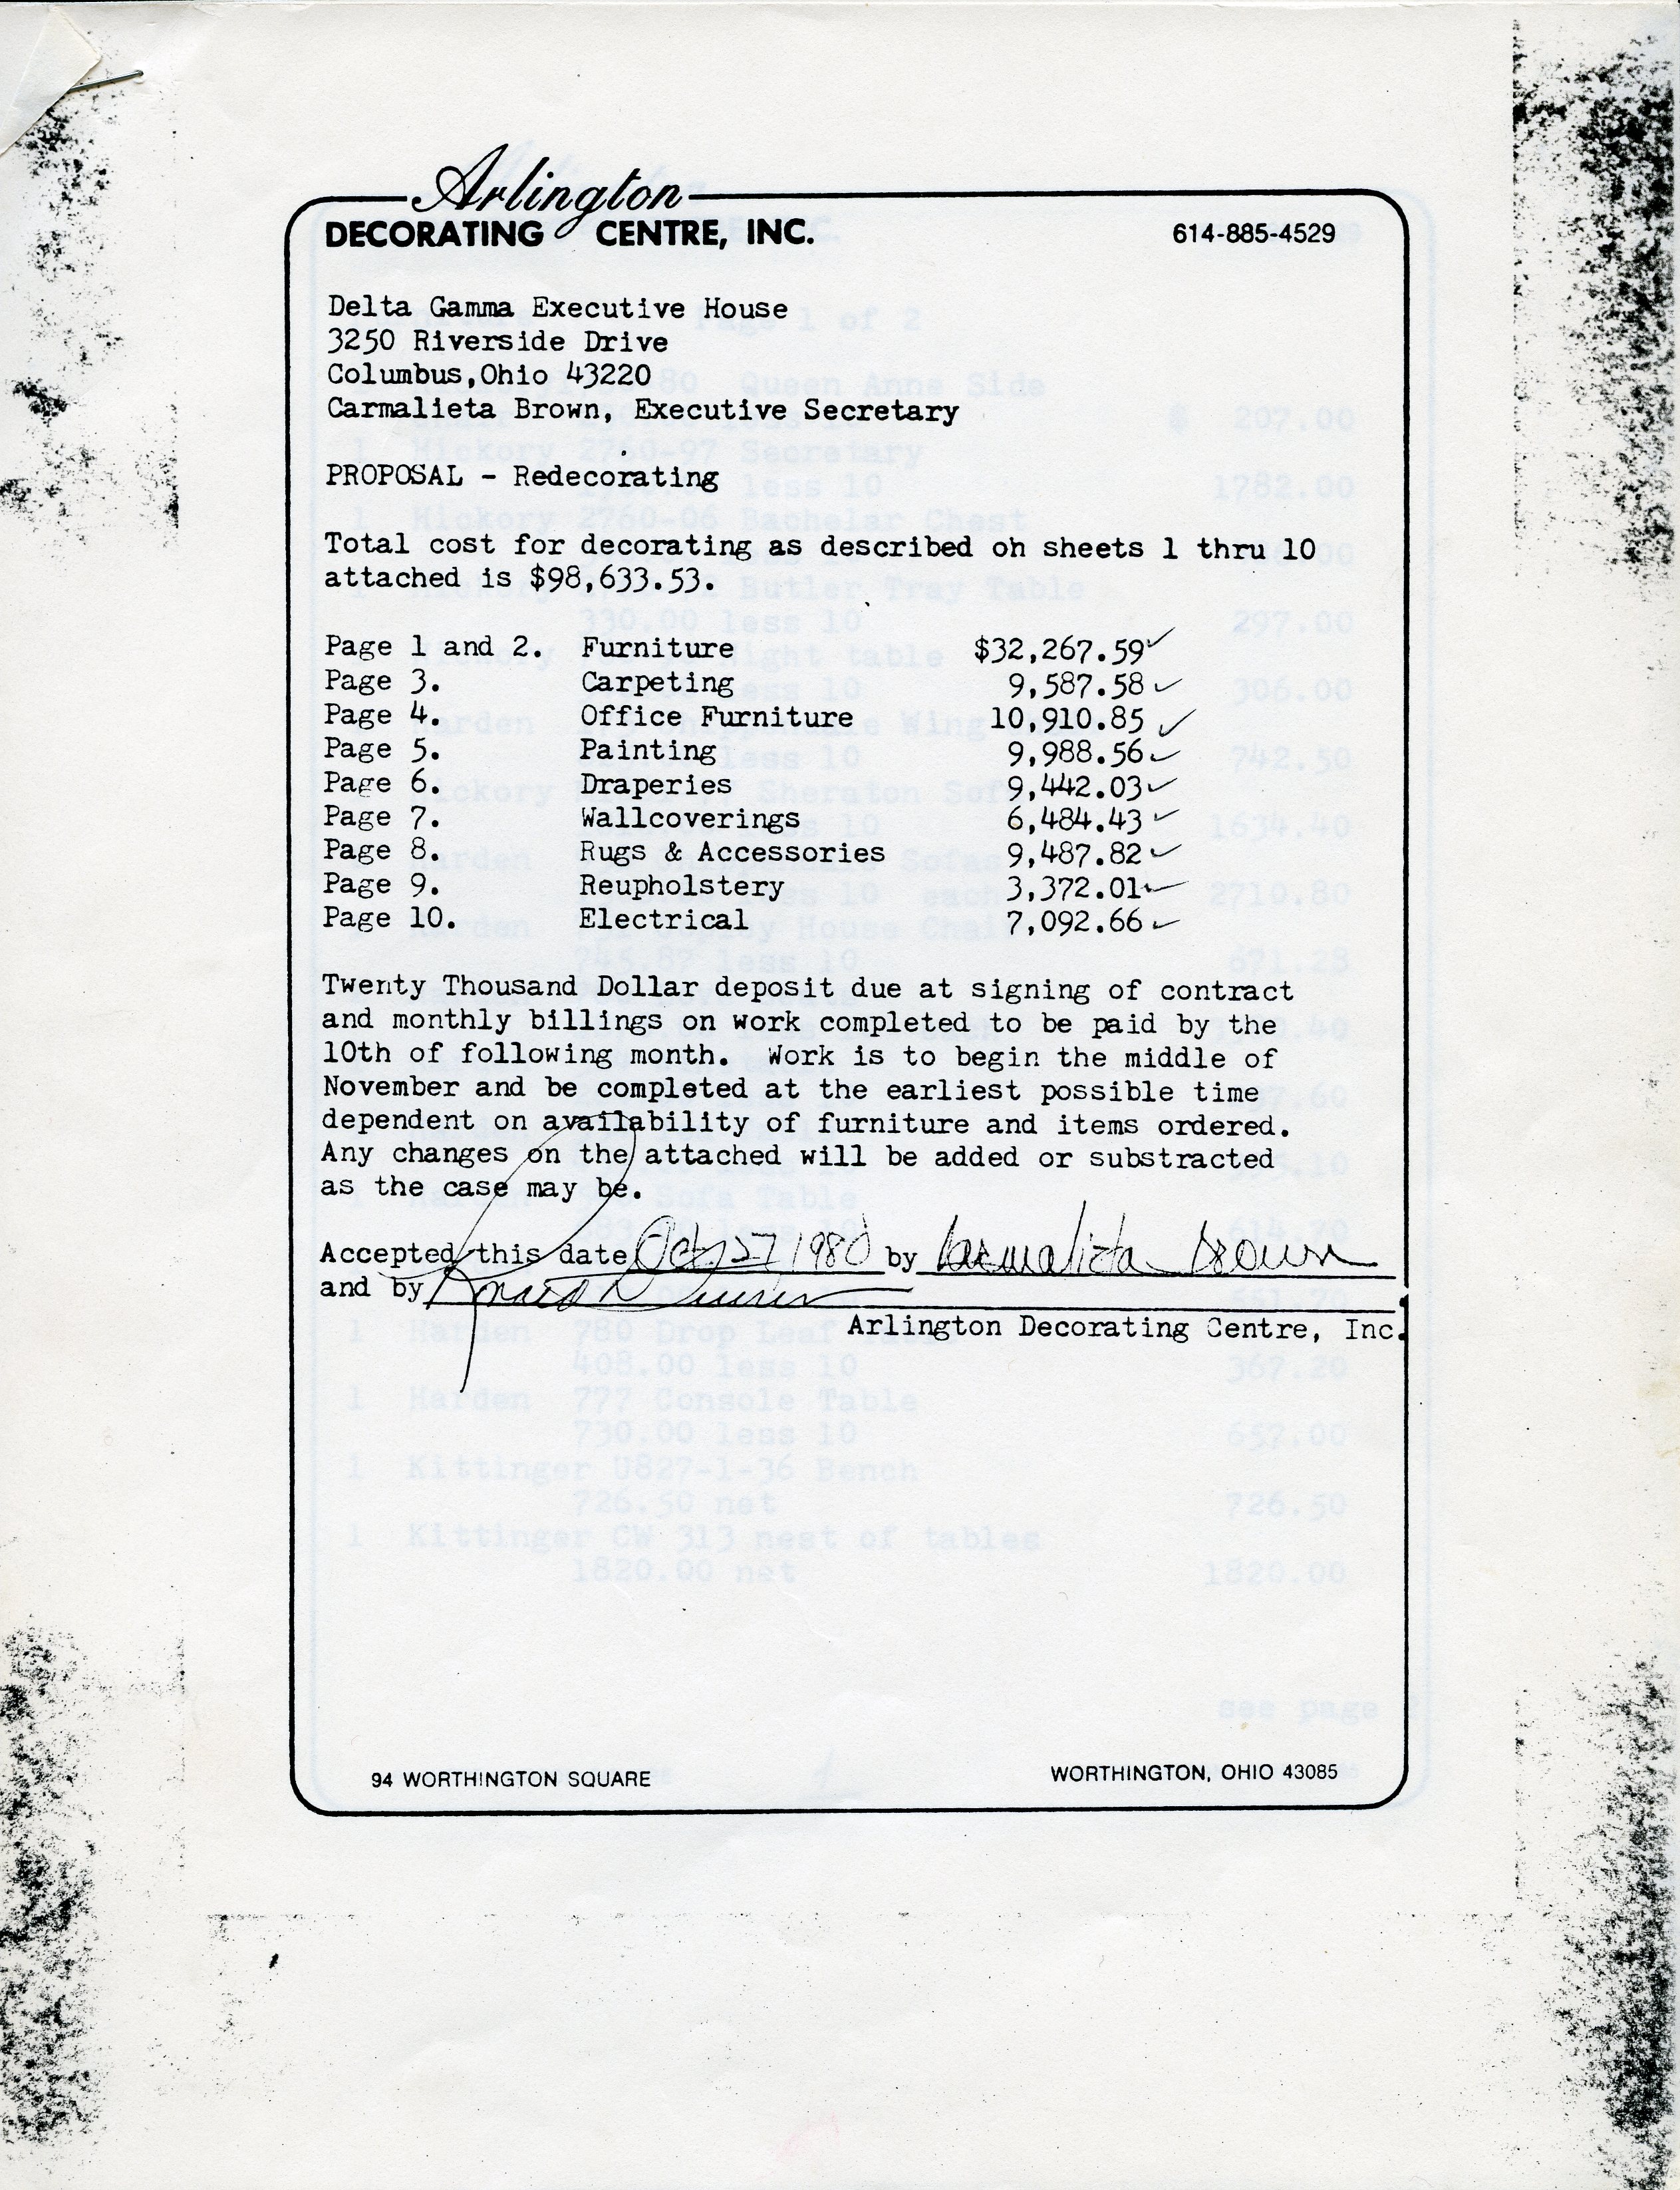 Arlington
DECORATING CENTRE, INC.
614-885-4529
Delta Gamma Executive House
3250 Riverside Drive
Columbus,Ohio 43220
Carmalieta Brown, Executive Secretary
PROPOSAL - Redecorating
Total cost for decorating as described oh sheets 1 thru 10
attached is $98,633.53.
Page 1 and 2. Furniture $32,267.59✓
Page 3. Carpeting 9,587.58✓
Page 4. Office Furniture 10,910.85✓
Page 5. Painting 9,988.56✓
Page 6. Draperies 9,442.03✓
Page 7. Wallcoverings 6,484.43✓
Page 8. Rugs & Accessories 9,487.82✓
Page 9. Reupholstery 3,372.01✓
Page 10. Electrical 7,092.66✓
Twenty Thousand Dollar deposit due at signing of contract
and monthly billings on work completed to be paid by the
10th of following month. Work is to begin the middle of
November and be completed at the earliest possible time
dependent on availability of furniture and items ordered.
Any changes on the attached will be added or substracted
as the case may be.
Accepted this date Oct 27 1980 by Carmalieta Brown
and by
Arlington Decorating Centre, Inc.
94 WORTHINGTON SQUARE
WORTHINGTON, OHIO 43085